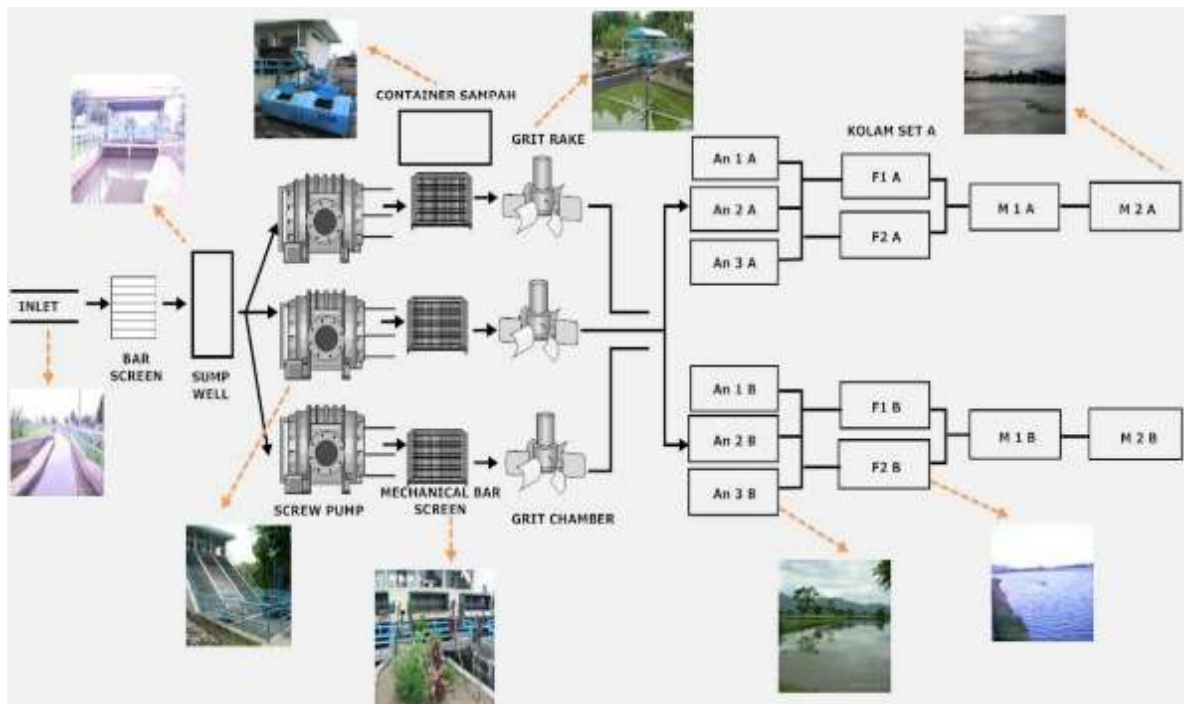 CONTAINER SAMPAH
GRIT RAKE
KOLAM SET A
An 1 A
An 2 A
An 3 A
F1 A
F2 A
M 1 A
M 2 A
INLET
BAR
SCREEN
SUMP
WELL
SCREW PUMP
MECHANICAL BAR
SCREEN
GRIT CHAMBER
An 1 B
An 2 B
An 3 B
F1 B
F2 B
M 1 B
M 2 B